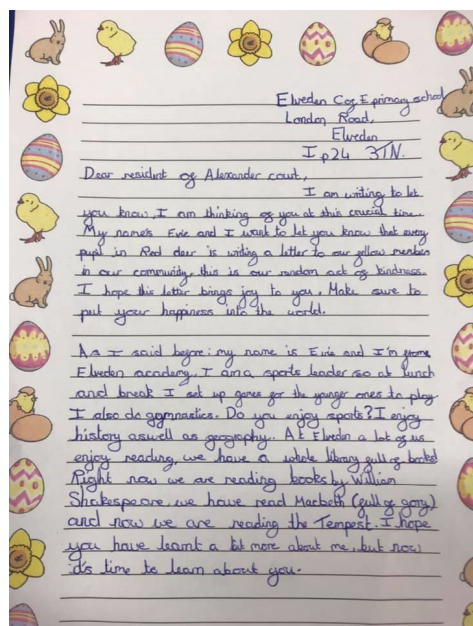 Elveden C of E primary school
London Road,
Elveden
Ip24 3TN.
Dear resident of Alexander court,
I am writing to let
you know, I am thinking of you at this crucial time.
My name's Evie and I want to let you know that every
pupil in Red deer is writing a letter to our fellow members
in our community, this is our random act of kindness.
I hope this letter brings joy to you. Make sure to
put your happiness into the world.
As I said before: my name is Evie and I'm from
Elveden academy. I am a sports leader so at lunch
and break I set up games for the younger ones to play
I also do gymnastics. Do you enjoy sports? I enjoy
history aswell as geography. At Elveden a lot of us
enjoy reading, we have a whole library full of books!
Right now we are reading books by William
Shakespeare, we have read Macbeth (full of gory)
and now we are reading the Tempest. I hope
you have learnt a bit more about me, but now
it's time to learn about you.